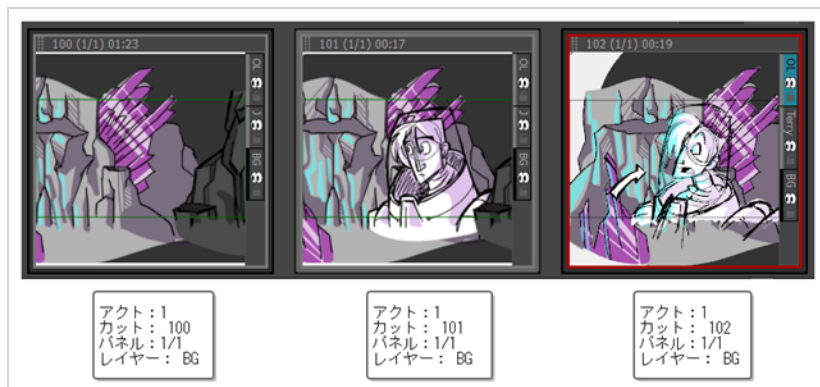 100 (1/1) 01:23
101 (1/1) 00:17
102 (1/1) 00:19
OL
BG
OL
BG
OL
Terry
BG
アクト:1
カット: 100
パネル:1/1
レイヤー: BG
アクト:1
カット: 101
パネル:1/1
レイヤー: BG
アクト:1
カット: 102
パネル:1/1
レイヤー: BG